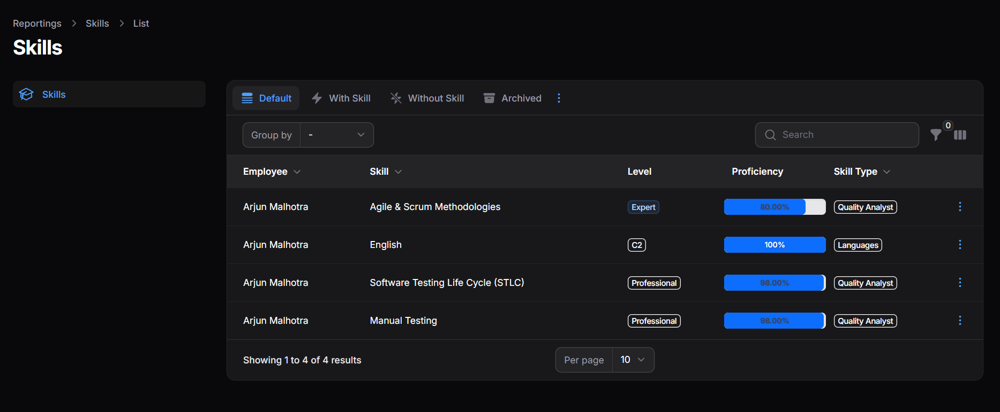 Reportings > Skills > List
Skills
Skills
Default With Skill Without Skill Archived
Group by - Search 0
Employee Skill Level Proficiency Skill Type
Arjun Malhotra Agile & Scrum Methodologies Expert 80.00% Quality Analyst
Arjun Malhotra English C2 100% Languages
Arjun Malhotra Software Testing Life Cycle (STLC) Professional 98.00% Quality Analyst
Arjun Malhotra Manual Testing Professional 98.00% Quality Analyst
Showing 1 to 4 of 4 results Per page 10